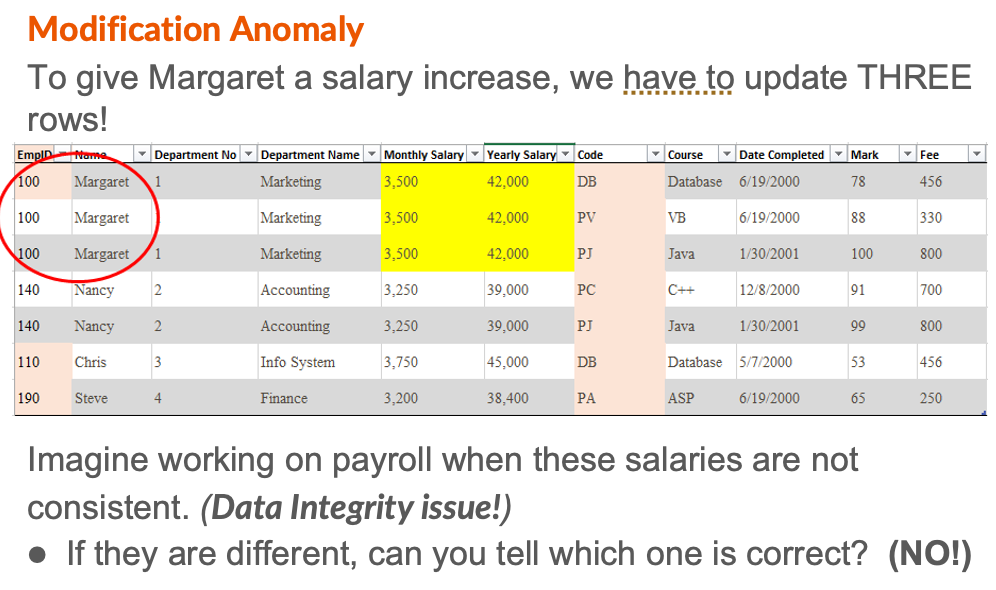 Modification Anomaly
To give Margaret a salary increase, we have to update THREE
rows!
EmpID Name Department No Department Name Monthly Salary Yearly Salary Code Course Date Completed Mark Fee
100 Margaret 1 Marketing 3,500 42,000 DB Database 6/19/2000 78 456
100 Margaret Marketing 3,500 42,000 PV VB 6/19/2000 88 330
100 Margaret 1 Marketing 3,500 42,000 PJ Java 1/30/2001 100 800
140 Nancy 2 Accounting 3,250 39,000 PC C++ 12/8/2000 91 700
140 Nancy 2 Accounting 3,250 39,000 PJ Java 1/30/2001 99 800
110 Chris 3 Info System 3,750 45,000 DB Database 5/7/2000 53 456
190 Steve 4 Finance 3,200 38,400 PA ASP 6/19/2000 65 250
Imagine working on payroll when these salaries are not
consistent. (Data Integrity issue!)
● If they are different, can you tell which one is correct? (NO!)